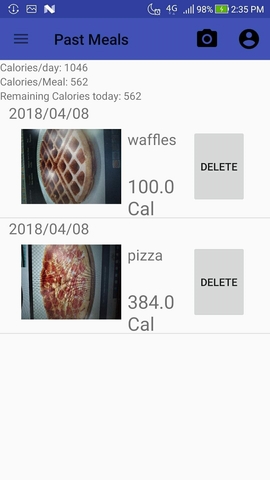 4G 98% 2:35 PM
Past Meals
Calories/day: 1046
Calories/Meal: 562
Remaining Calories today: 562
2018/04/08
waffles
100.0
Cal
DELETE
2018/04/08
pizza
384.0
Cal
DELETE